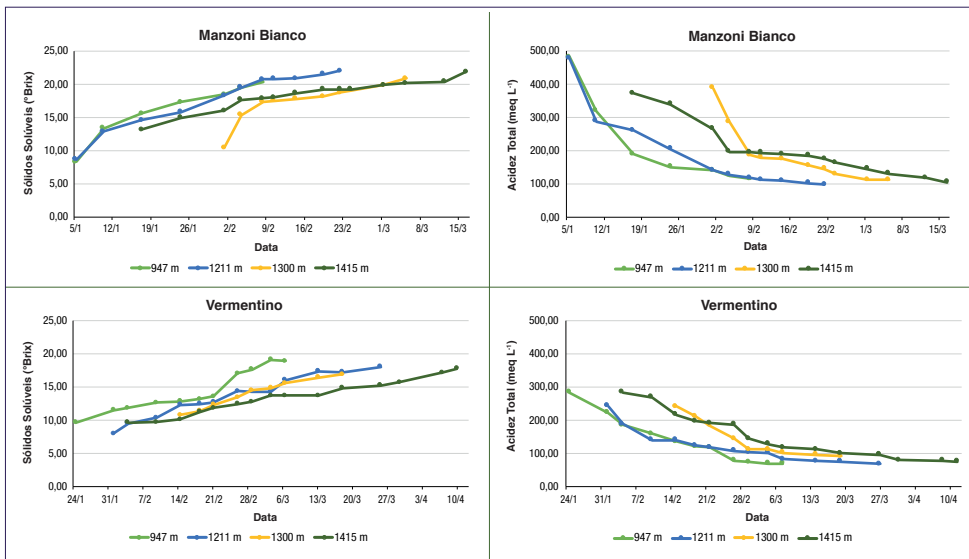 Manzoni Bianco
Sólidos Solúveis (°Brix)
25,00
20,00
15,00
10,00
5,00
0,00
5/1 12/1 19/1 26/1 2/2 9/2 16/2 23/2 1/3 8/3 15/3
Data
947 m 1211 m 1300 m 1415 m
Manzoni Bianco
Acidez Total (meq L⁻¹)
500,00
400,00
300,00
200,00
100,00
0,00
5/1 12/1 19/1 26/1 2/2 9/2 16/2 23/2 1/3 8/3 15/3
Data
947 m 1211 m 1300 m 1415 m
Vermentino
Sólidos Solúveis (°Brix)
25,00
20,00
15,00
10,00
5,00
0,00
24/1 31/1 7/2 14/2 21/2 28/2 6/3 13/3 20/3 27/3 3/4 10/4
Data
947 m 1211 m 1300 m 1415 m
Vermentino
Acidez Total (meq L⁻¹)
500,00
400,00
300,00
200,00
100,00
0,00
24/1 31/1 7/2 14/2 21/2 28/2 6/3 13/3 20/3 27/3 3/4 10/4
Data
947 m 1211 m 1300 m 1415 m